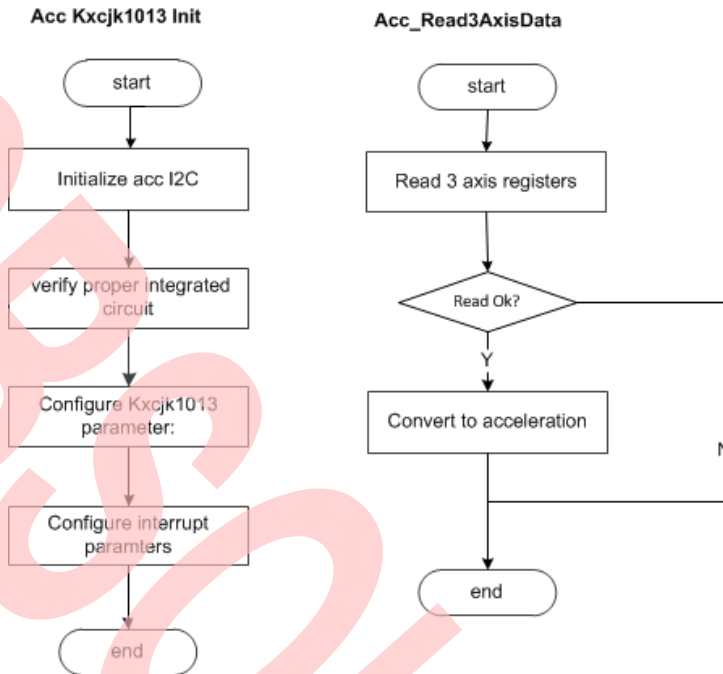 Acc Kxcjk1013 Init
start
Initialize acc I2C
verify proper integrated
circuit
Configure Kxcjk1013
parameter:
Configure interrupt
paramters
end
Acc_Read3AxisData
start
Read 3 axis registers
Read Ok?
Y
Convert to acceleration
end